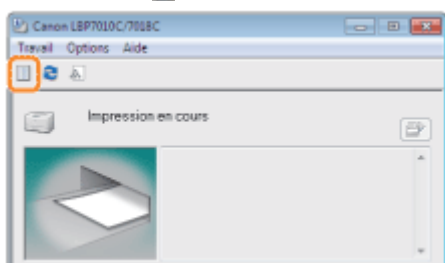 Canon LBP7010C/7018C
Travail Options Aide
Impression en cours